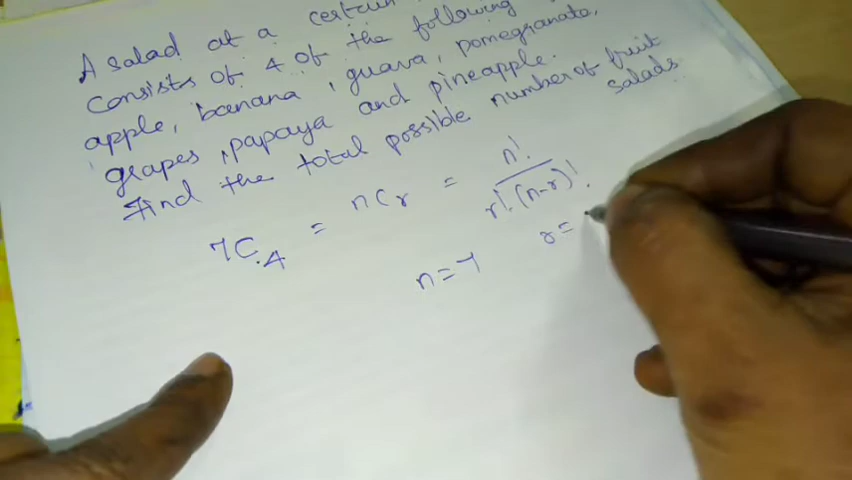 A salad at a certain
consists of 4 of the following
apple, banana, guava, pomegranate,
grapes, papaya and pineapple.
Find the total possible number of fruit
salads.
7C4 = nCr = n! / r!.(n-r)!
n=7 r=